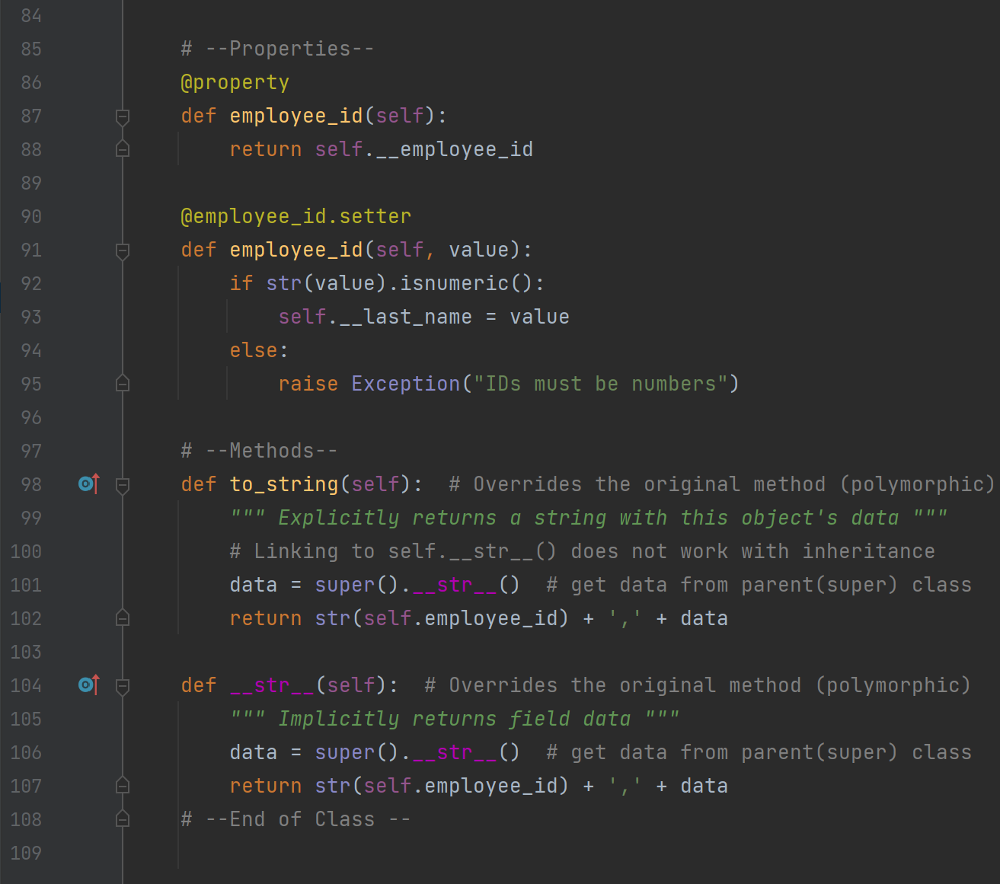 84
85 # --Properties--
86 @property
87 def employee_id(self):
88 return self.__employee_id
89
90 @employee_id.setter
91 def employee_id(self, value):
92 if str(value).isnumeric():
93 self.__last_name = value
94 else:
95 raise Exception("IDs must be numbers")
96
97 # --Methods--
98 def to_string(self):  # Overrides the original method (polymorphic)
99 """ Explicitly returns a string with this object's data """
100 # Linking to self.__str__() does not work with inheritance
101 data = super().__str__()  # get data from parent(super) class
102 return str(self.employee_id) + ',' + data
103
104 def __str__(self):  # Overrides the original method (polymorphic)
105 """ Implicitly returns field data """
106 data = super().__str__()  # get data from parent(super) class
107 return str(self.employee_id) + ',' + data
108 # --End of Class --
109